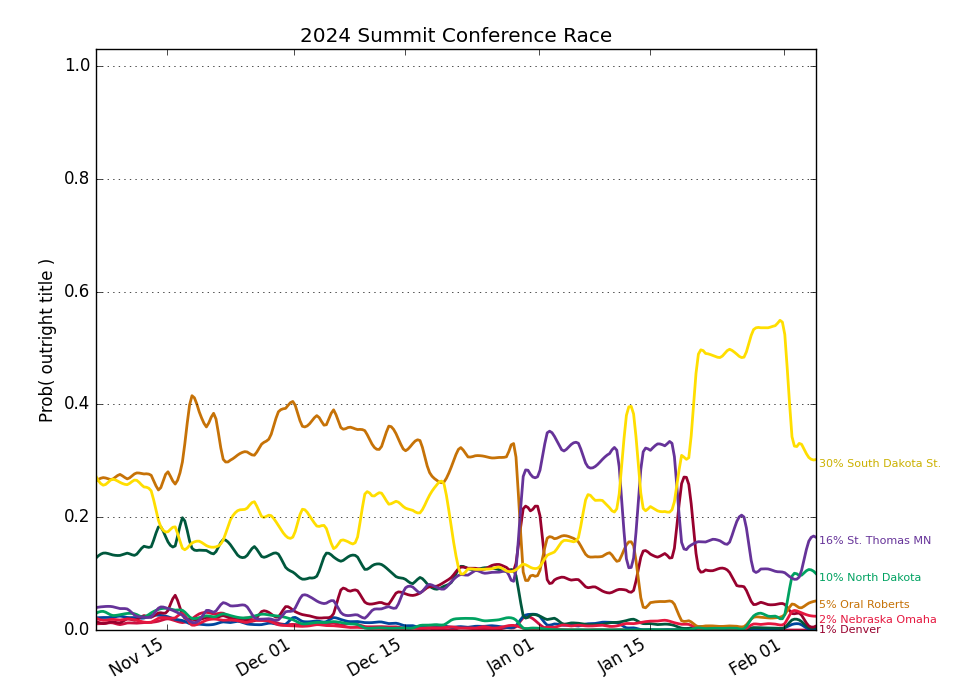 2024 Summit Conference Race
Prob( outright title )
1.0
0.8
0.6
0.4
0.2
0.0
Nov 15
Dec 01
Dec 15
Jan 01
Jan 15
Feb 01
30% South Dakota St.
16% St. Thomas MN
10% North Dakota
5% Oral Roberts
2% Nebraska Omaha
1% Denver